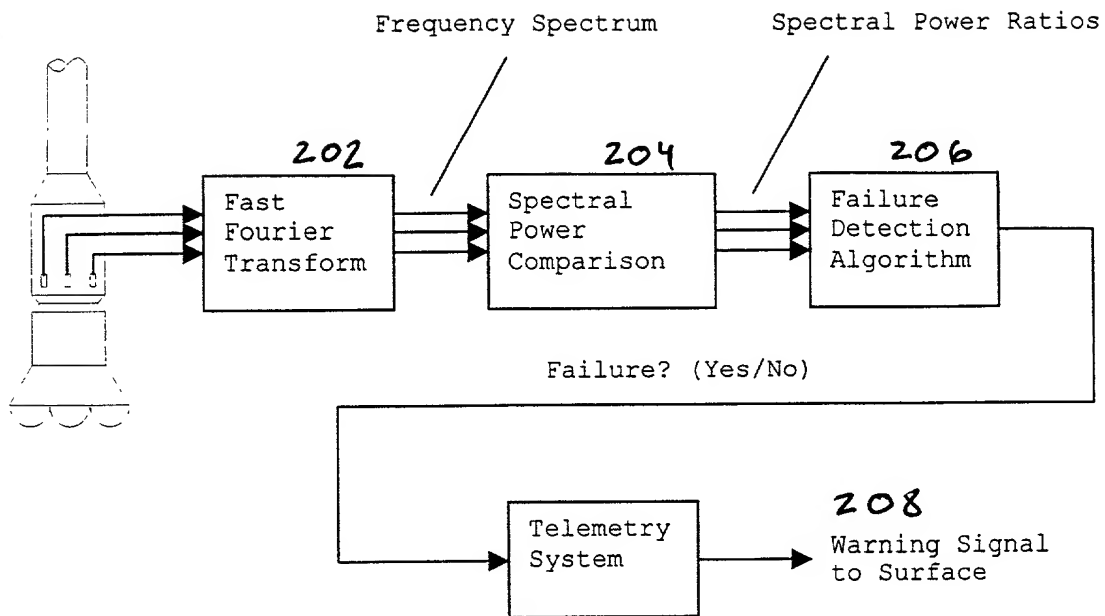 Frequency Spectrum
Spectral Power Ratios
202
204
206
Fast
Fourier
Transform
Spectral
Power
Comparison
Failure
Detection
Algorithm
Failure? (Yes/No)
Telemetry
System
208
Warning Signal
to Surface